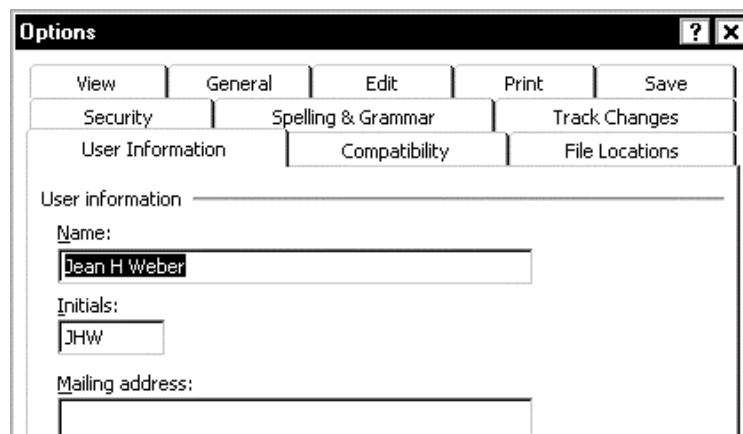 Options
View General Edit Print Save
Security Spelling & Grammar Track Changes
User Information Compatibility File Locations
User information
Name:
Jean H Weber
Initials:
JHW
Mailing address: